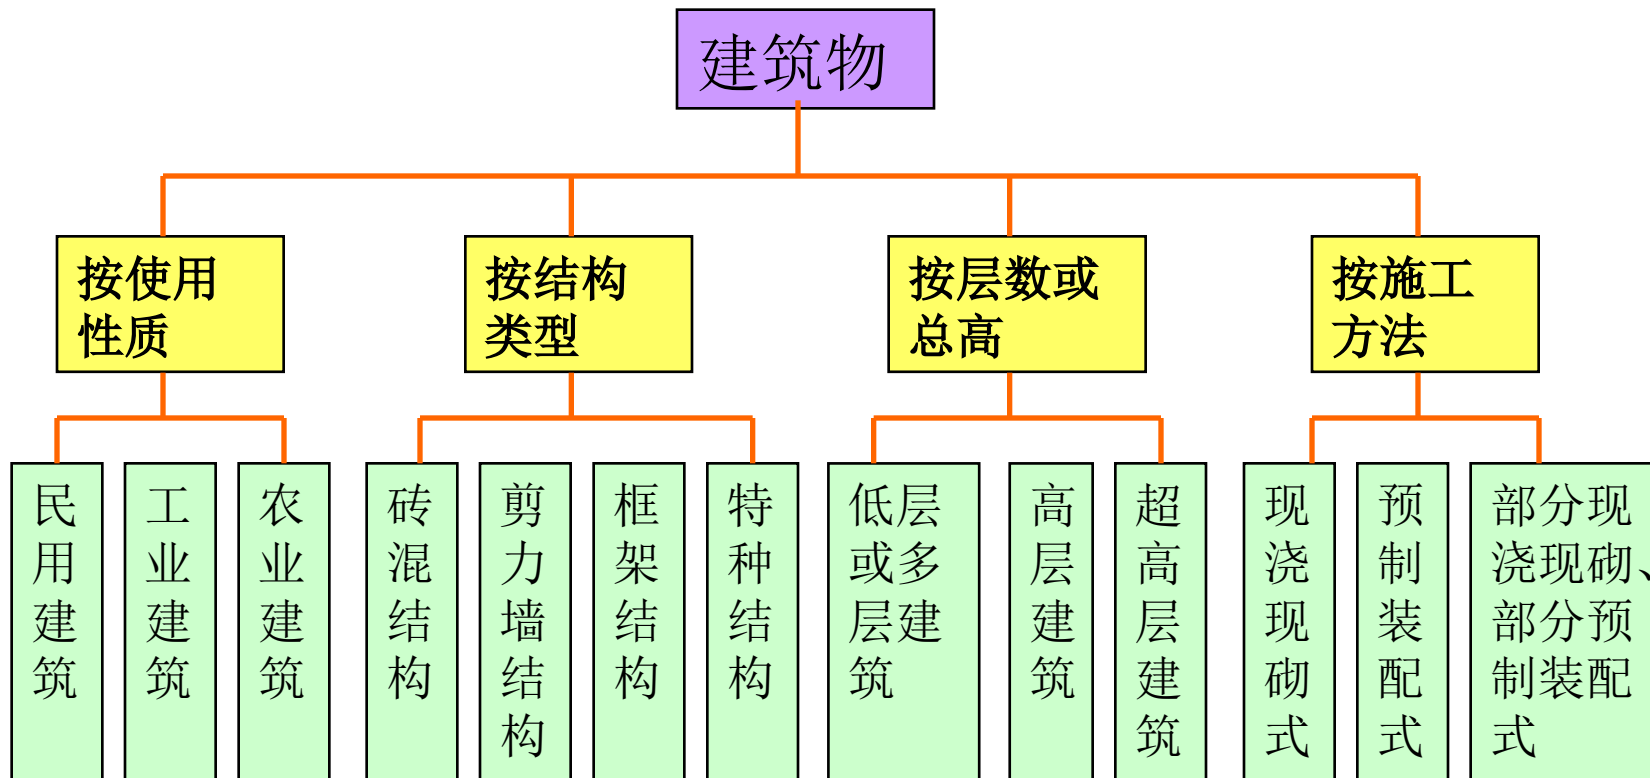 建筑物
按使用
性质
按结构
类型
按层数或
总高
按施工
方法
民用建筑
工业建筑
农业建筑
砖混结构
剪力墙结构
框架结构
特种结构
低层
或多
层建
筑
高层建筑
超高层建筑
现浇现砌式
预制装配式
部分现
浇现砌、
部分预
制装配
式